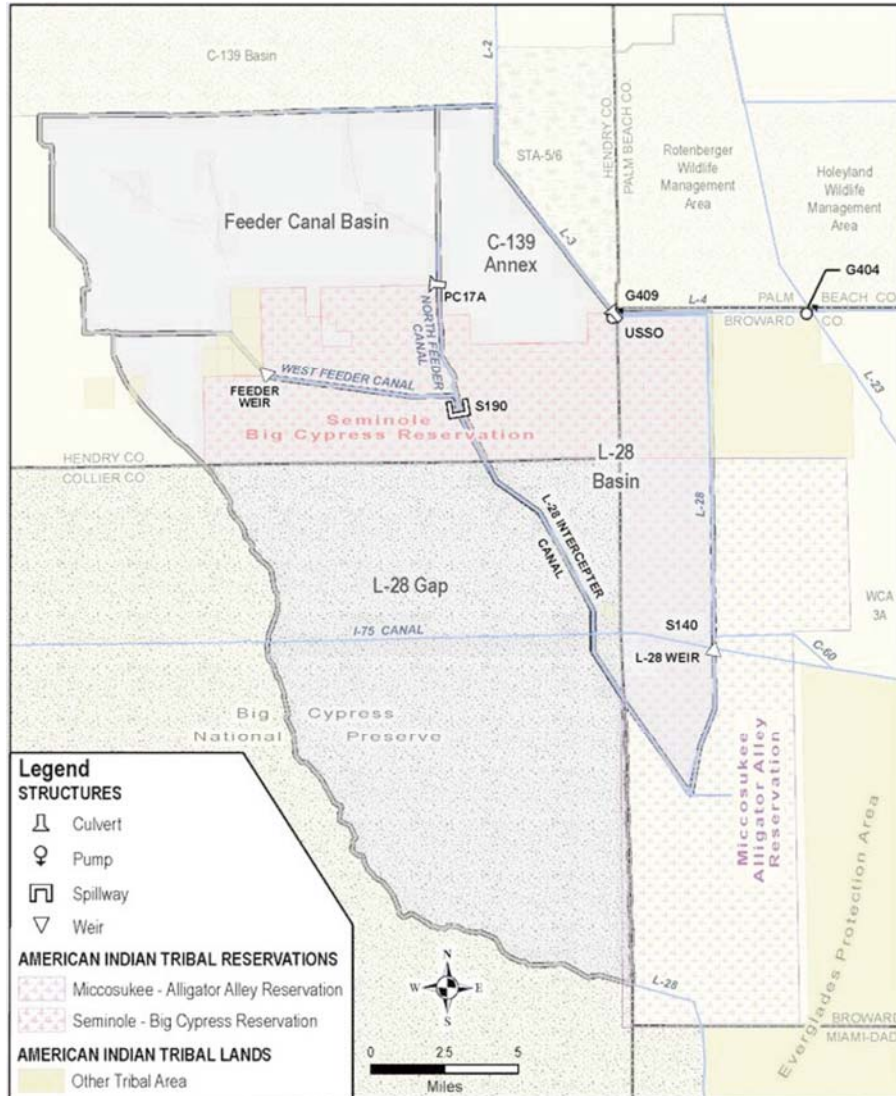 C-139 Basin
L-2
HENDRY CO.
PALM BEACH CO.
STA-5/6
Rotenberger
Wildlife
Management
Area
Holeyland
Wildlife
Management
Area
Feeder Canal Basin
C-139
Annex
L-3
G404
PC17A
G409
L-4
PALM BEACH CO.
BROWARD CO.
USSO
NORTH FEEDER
CANAL
WEST FEEDER CANAL
FEEDER
WEIR
S190
L-23
Seminole
Big Cypress Reservation
HENDRY CO.
COLLIER CO.
L-28
Basin
L-28
L-28 INTERCEPTER
CANAL
L-28 Gap
WCA
3A
I-75 CANAL
S140
L-28 WEIR
C-60
Big Cypress
National Preserve
Miccosukee
Alligator Alley
Reservation
Everglades Protection Area
L-28
BROWARD
MIAMI-DAD
N
W
E
S
0
25
5
Miles
Legend
STRUCTURES
Culvert
Pump
Spillway
Weir
AMERICAN INDIAN TRIBAL RESERVATIONS
Miccosukee - Alligator Alley Reservation
Seminole - Big Cypress Reservation
AMERICAN INDIAN TRIBAL LANDS
Other Tribal Area